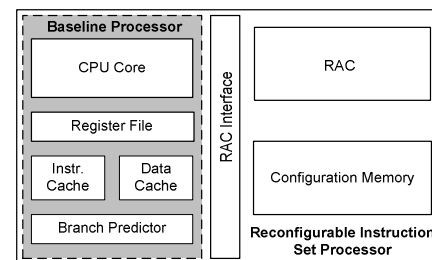 Baseline Processor
CPU Core
Register File
Instr.
Cache
Data
Cache
Branch Predictor
RAC Interface
RAC
Configuration Memory
Reconfigurable Instruction
Set Processor